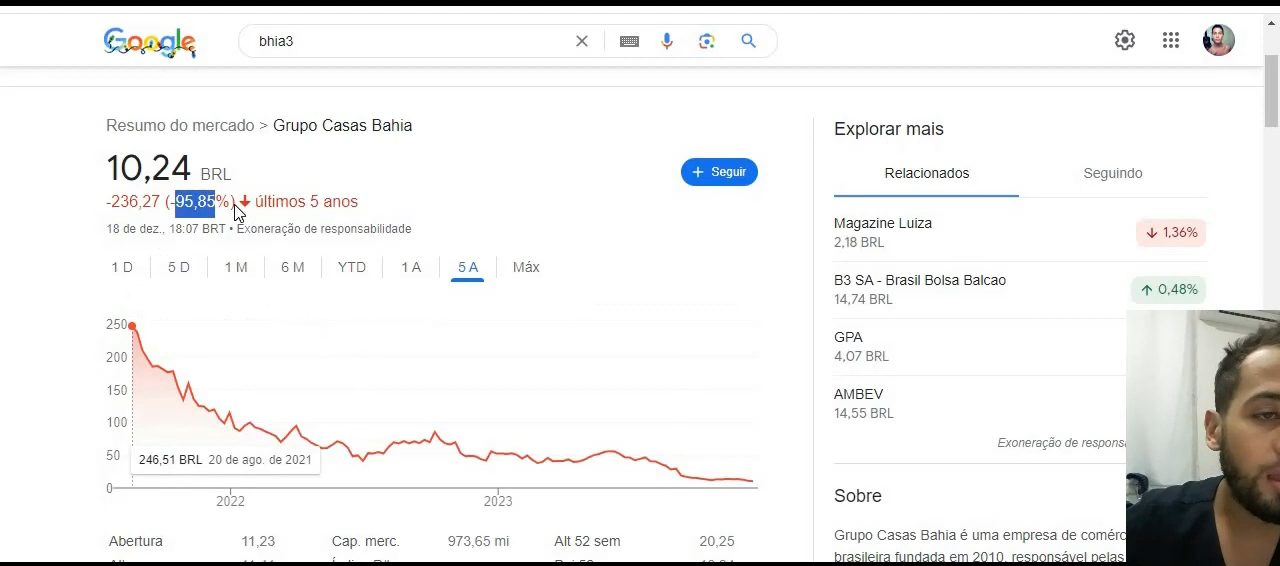 Google
bhia3
Resumo do mercado > Grupo Casas Bahia
10,24 BRL
+ Seguir
-236,27 (-95,85%) ↓ últimos 5 anos
18 de dez., 18:07 BRT • Exoneração de responsabilidade
1 D 5 D 1 M 6 M YTD 1 A 5 A Máx
250
200
150
100
50
0
246,51 BRL 20 de ago. de 2021
2022 2023
Abertura 11,23 Cap. merc. 973,65 mi Alt 52 sem 20,25
Explorar mais
Relacionados Seguindo
Magazine Luiza
2,18 BRL
↓ 1,36%
B3 SA - Brasil Bolsa Balcao
14,74 BRL
↑ 0,48%
GPA
4,07 BRL
AMBEV
14,55 BRL
Exoneração de respons
Sobre
Grupo Casas Bahia é uma empresa de comérc
brasileira fundada em 2010, responsável pelas